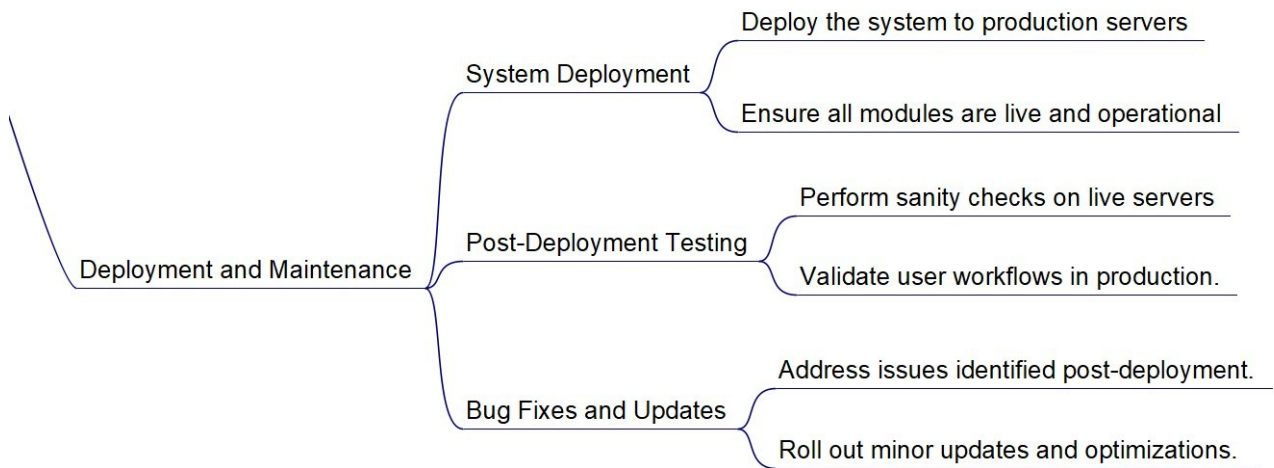 Deployment and Maintenance
System Deployment
Deploy the system to production servers
Ensure all modules are live and operational
Post-Deployment Testing
Perform sanity checks on live servers
Validate user workflows in production.
Bug Fixes and Updates
Address issues identified post-deployment.
Roll out minor updates and optimizations.